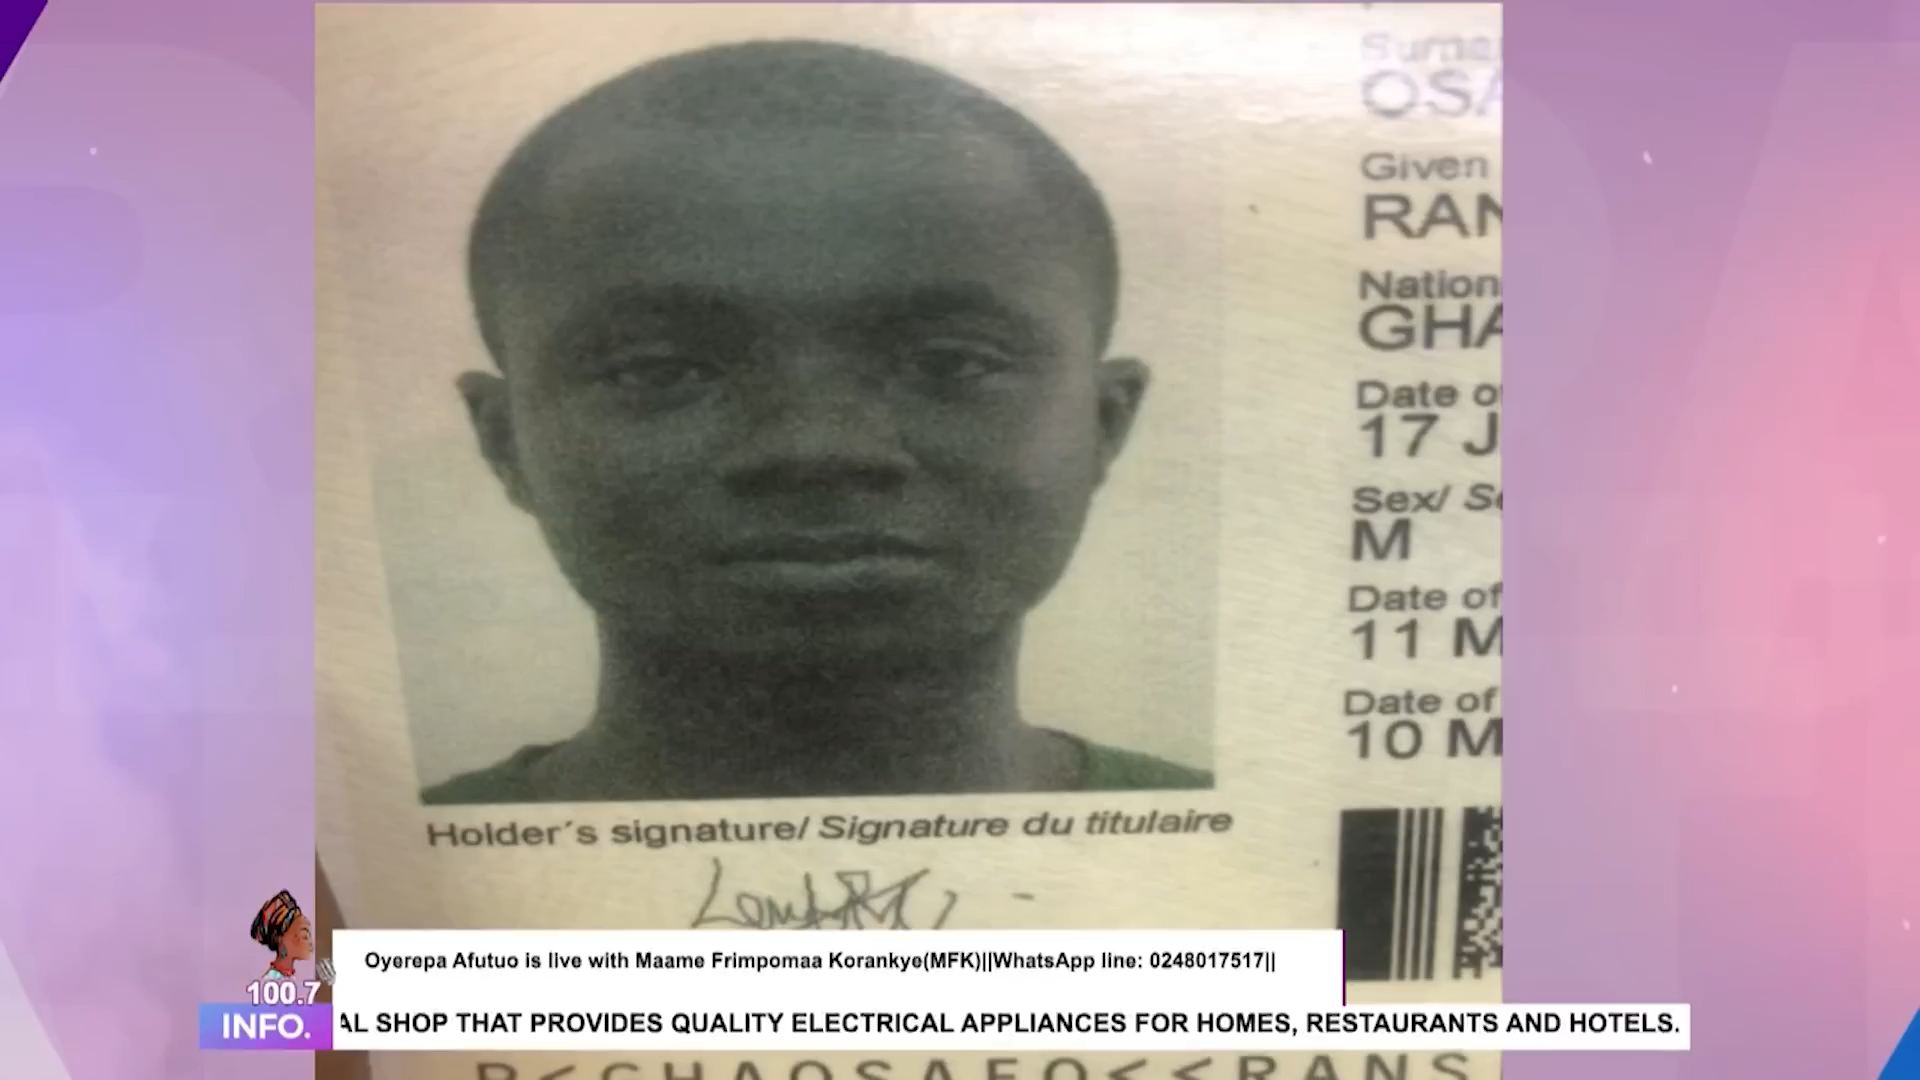 Surna
OSA
Given
RAN
Nation
GHA
Date o
17 J
Sex/ Se
M
Date of
11 M
Date of
10 M
Holder´s signature/ Signature du titulaire
Oyerepa Afutuo is live with Maame Frimpomaa Korankye(MFK)||WhatsApp line: 0248017517||
100.7
INFO.
AL SHOP THAT PROVIDES QUALITY ELECTRICAL APPLIANCES FOR HOMES, RESTAURANTS AND HOTELS.
P<GHAOSAFO<<RANS